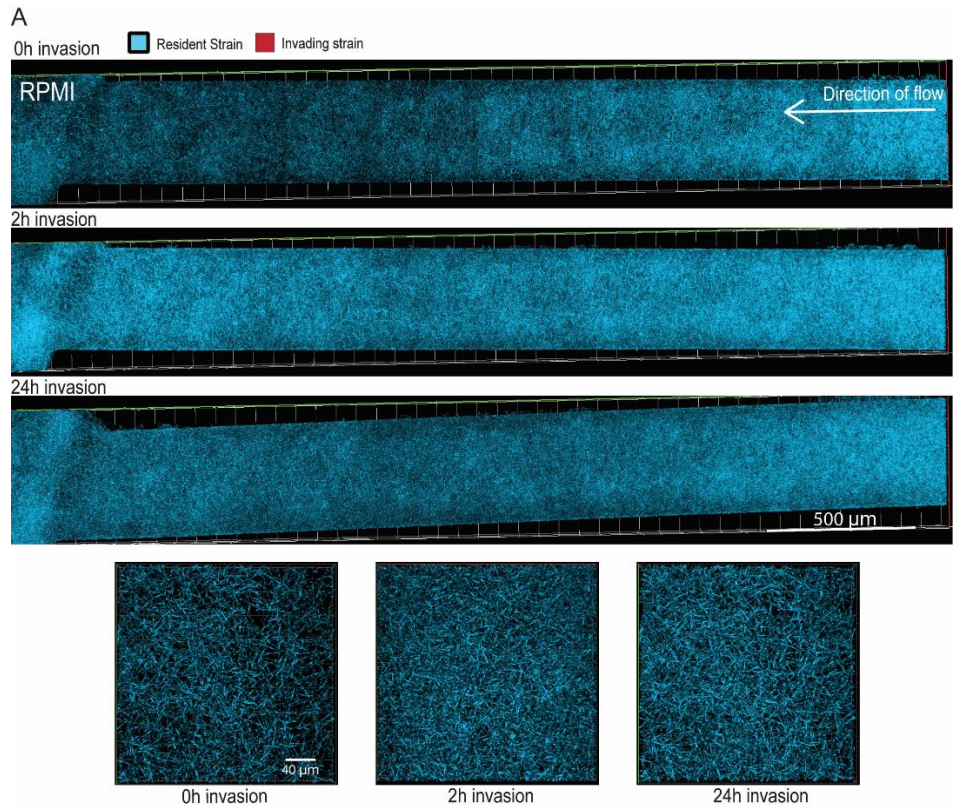 A
0h invasion
Resident Strain
Invading strain
RPMI
Direction of flow
2h invasion
24h invasion
500 µm
40 µm
0h invasion
2h invasion
24h invasion